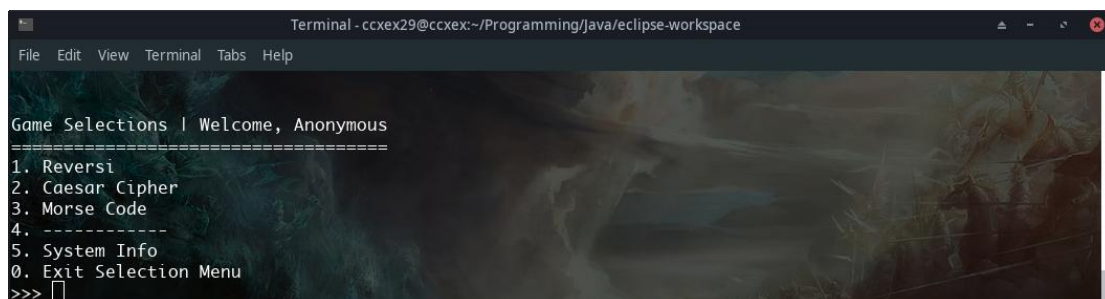 Terminal - ccxex29@ccxex:~/Programming/Java/eclipse-workspace
File Edit View Terminal Tabs Help
Game Selections | Welcome, Anonymous
====================================
1. Reversi
2. Caesar Cipher
3. Morse Code
4. ------------
5. System Info
0. Exit Selection Menu
>>>